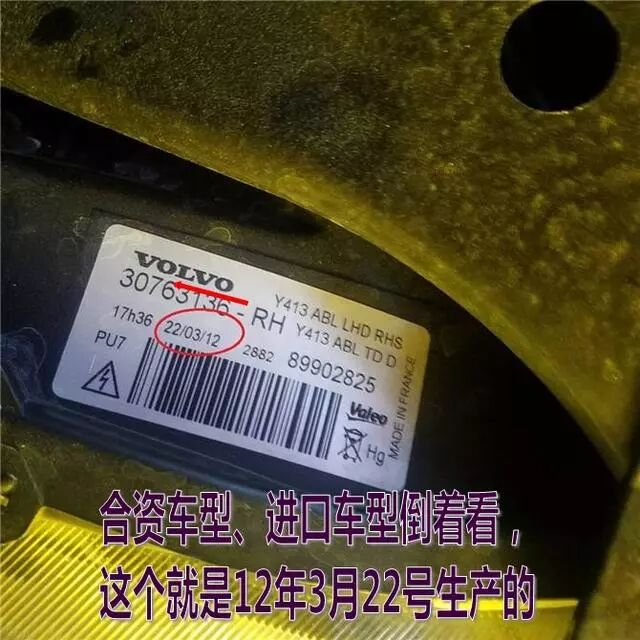 VOLVO
30763136-RH
Y413 ABL LHD RHS
Y413 ABL TD D
17h36 22/03/12 2882 89902825
PU7
Valeo
Hg
MADE IN FRANCE
合资车型、进口车型倒着看，
这个就是12年3月22号生产的